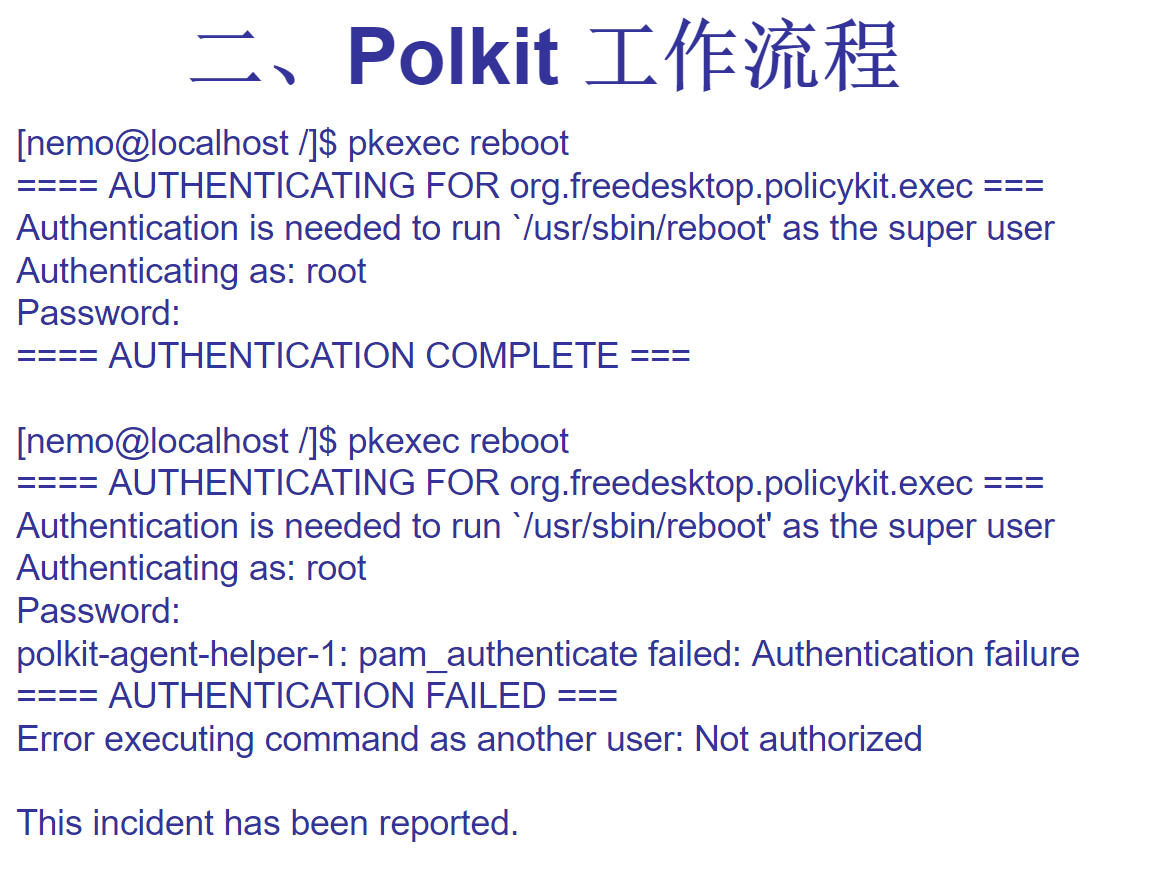 二、Polkit 工作流程
[nemo@localhost /]$ pkexec reboot
==== AUTHENTICATING FOR org.freedesktop.policykit.exec ===
Authentication is needed to run `/usr/sbin/reboot' as the super user
Authenticating as: root
Password:
==== AUTHENTICATION COMPLETE ===
[nemo@localhost /]$ pkexec reboot
==== AUTHENTICATING FOR org.freedesktop.policykit.exec ===
Authentication is needed to run `/usr/sbin/reboot' as the super user
Authenticating as: root
Password:
polkit-agent-helper-1: pam_authenticate failed: Authentication failure
==== AUTHENTICATION FAILED ===
Error executing command as another user: Not authorized
This incident has been reported.